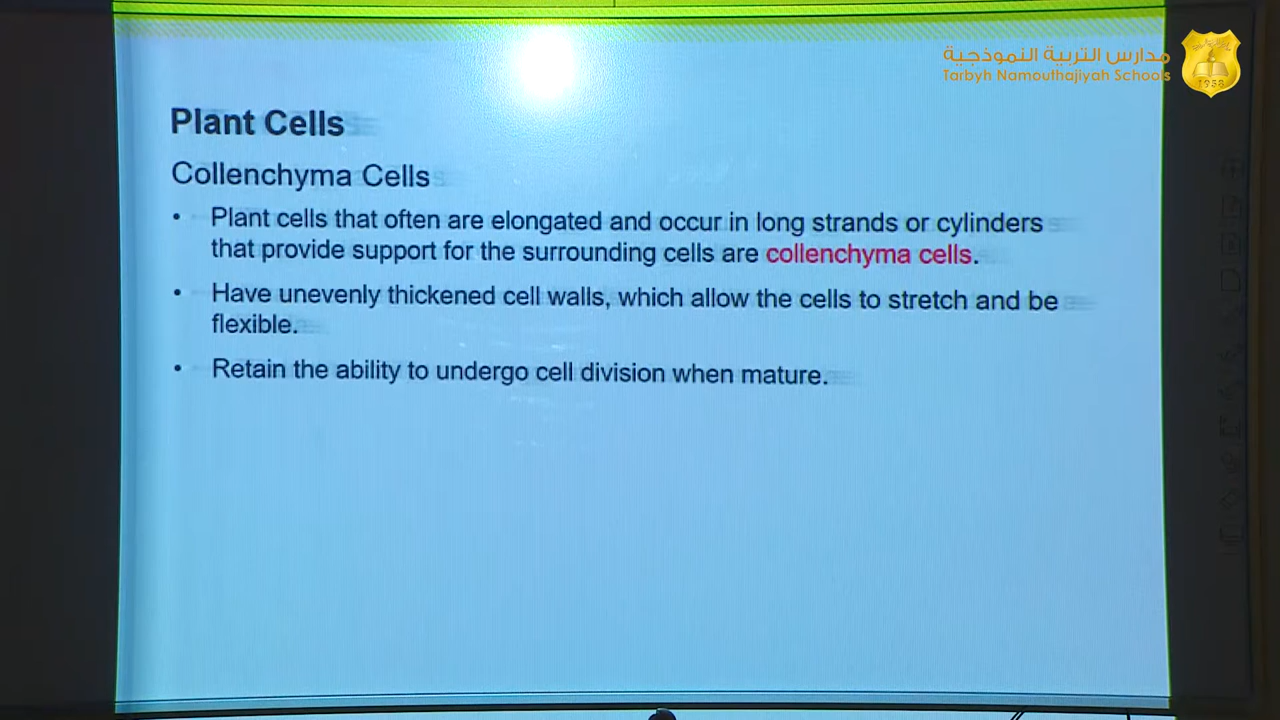 مدارس التربية النموذجية
Tarbyh Namouthajiyah Schools
1958
Plant Cells
Collenchyma Cells
• Plant cells that often are elongated and occur in long strands or cylinders
that provide support for the surrounding cells are collenchyma cells.
• Have unevenly thickened cell walls, which allow the cells to stretch and be
flexible.
• Retain the ability to undergo cell division when mature.